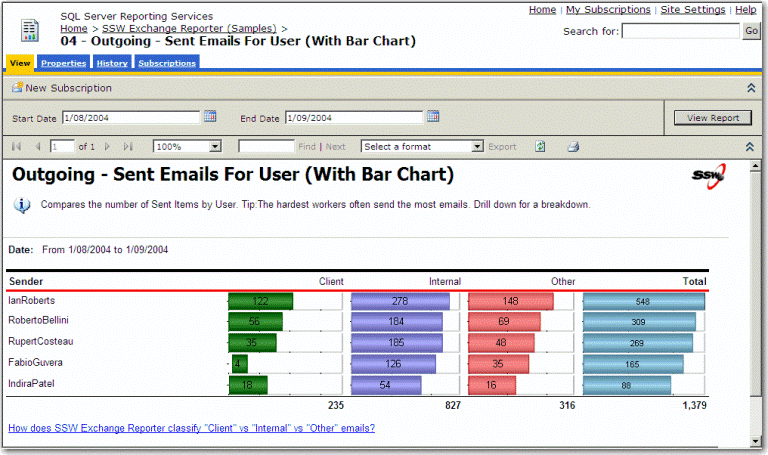 Home | My Subscriptions | Site Settings | Help
SQL Server Reporting Services
Home > SSW Exchange Reporter (Samples) >
04 - Outgoing - Sent Emails For User (With Bar Chart)
Search for: Go
View Properties History Subscriptions
New Subscription
Start Date 1/08/2004 End Date 1/09/2004 View Report
1 of 1 100% Find | Next Select a format Export
Outgoing - Sent Emails For User (With Bar Chart)
SSW
Compares the number of Sent Items by User. Tip:The hardest workers often send the most emails. Drill down for a breakdown.
Date: From 1/08/2004 to 1/09/2004
Sender Client Internal Other Total
IanRoberts 122 278 148 548
RobertoBellini 56 184 69 309
RupertCosteau 35 185 48 269
FabioGuvera 4 126 35 165
IndiraPatel 18 54 16 88
235 827 316 1,379
How does SSW Exchange Reporter classify "Client" vs "Internal" vs "Other" emails?